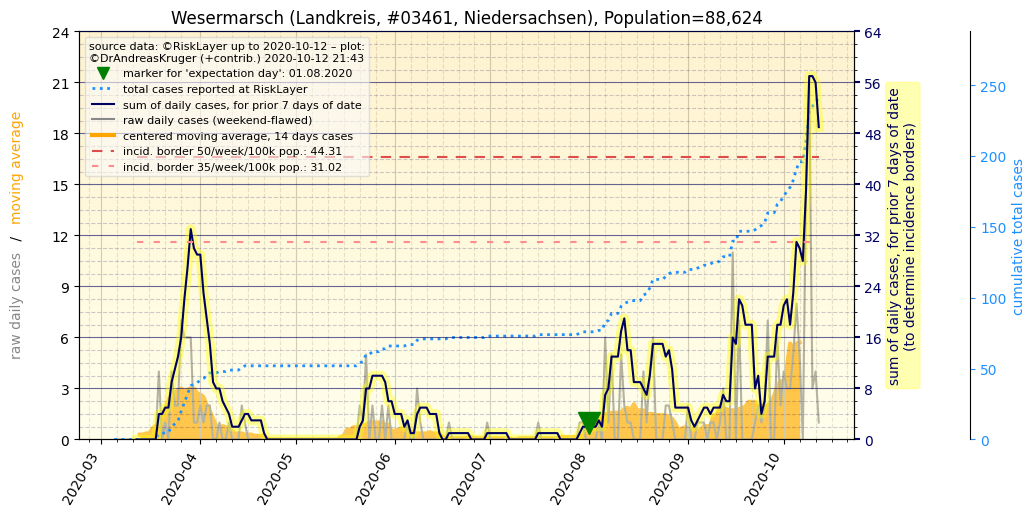 Wesermarsch (Landkreis, #03461, Niedersachsen), Population=88,624
source data: ©RiskLayer up to 2020-10-12 – plot:
©DrAndreasKruger (+contrib.) 2020-10-12 21:43
marker for 'expectation day': 01.08.2020
total cases reported at RiskLayer
sum of daily cases, for prior 7 days of date
raw daily cases (weekend-flawed)
centered moving average, 14 days cases
incid. border 50/week/100k pop.: 44.31
incid. border 35/week/100k pop.: 31.02
raw daily cases / moving average
24
21
18
15
12
9
6
3
0
64
56
48
40
32
24
16
8
0
sum of daily cases, for prior 7 days of date
(to determine incidence borders)
250
200
150
100
50
0
cumulative total cases
2020-03
2020-04
2020-05
2020-06
2020-07
2020-08
2020-09
2020-10